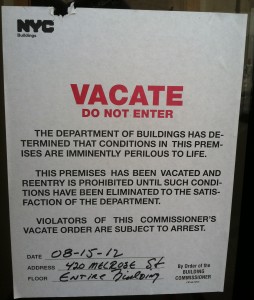 NYC
Buildings
VACATE
DO NOT ENTER
THE DEPARTMENT OF BUILDINGS HAS DE-
TERMINED THAT CONDITIONS IN THIS PREM-
ISES ARE IMMINENTLY PERILOUS TO LIFE.
THIS PREMISES HAS BEEN VACATED AND
REENTRY IS PROHIBITED UNTIL SUCH CONDI-
TIONS HAVE BEEN ELIMINATED TO THE SATIS-
FACTION OF THE DEPARTMENT.
VIOLATORS OF THIS COMMISSIONER'S
VACATE ORDER ARE SUBJECT TO ARREST.
DATE 08-15-12
ADDRESS 420 MELROSE St
FLOOR ENTIRE Building
By Order of the
BUILDING
COMMISSIONER